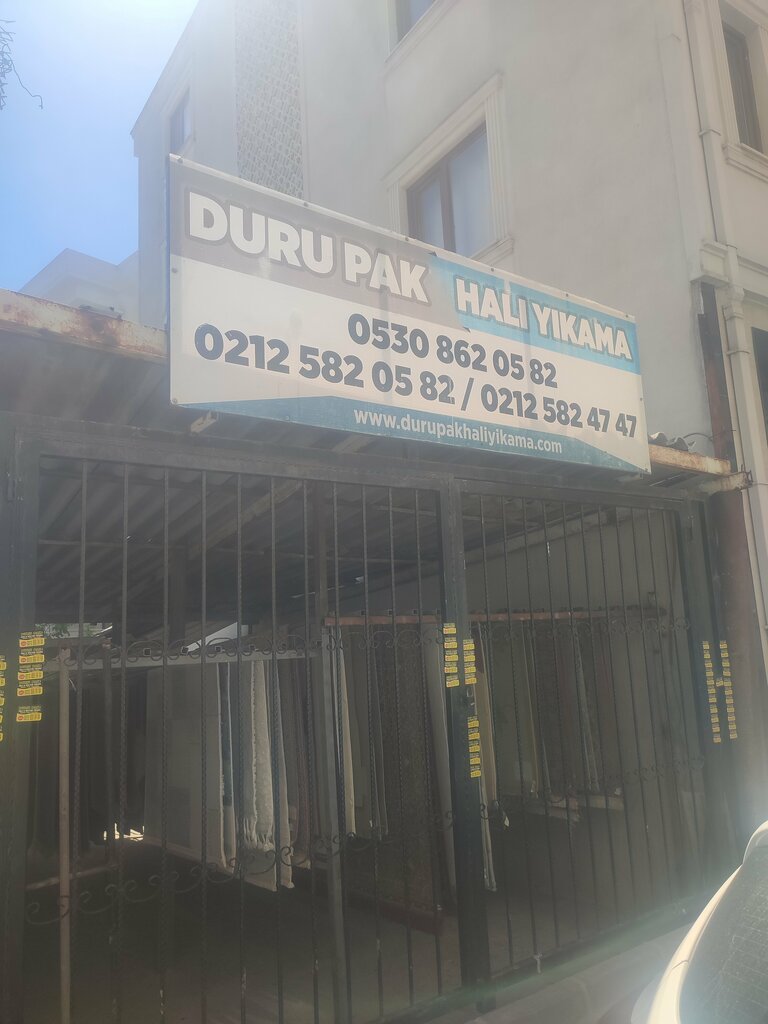 DURU PAK HALI YIKAMA
0530 862 05 82
0212 582 05 82 / 0212 582 47 47
www.durupakhaliyikama.com